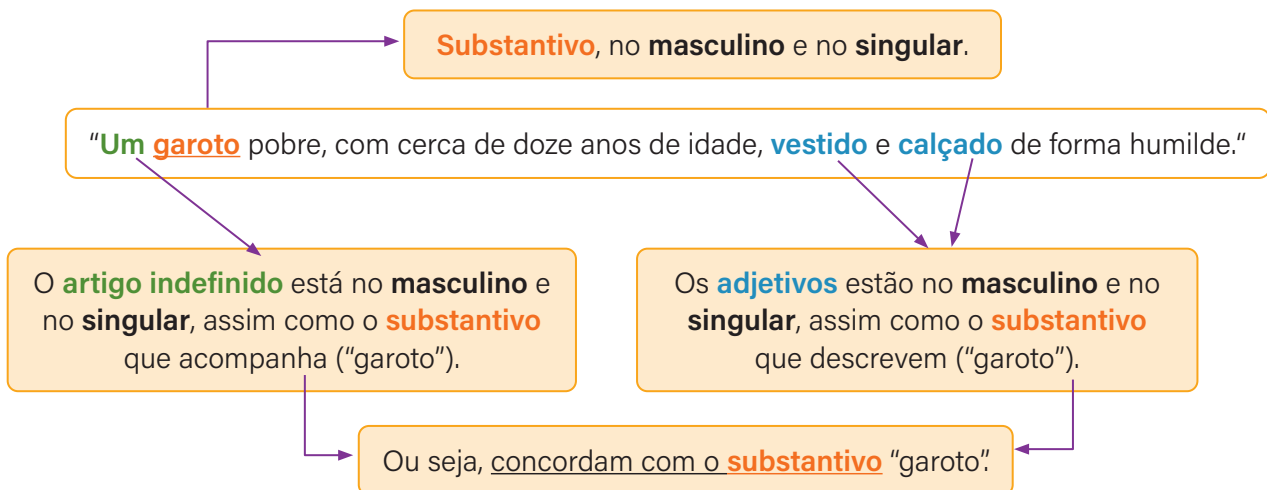 Substantivo, no masculino e no singular.
“Um garoto pobre, com cerca de doze anos de idade, vestido e calçado de forma humilde.“
O artigo indefinido está no masculino e
no singular, assim como o substantivo
que acompanha (“garoto”).
Os adjetivos estão no masculino e no
singular, assim como o substantivo
que descrevem (“garoto”).
Ou seja, concordam com o substantivo “garoto”.